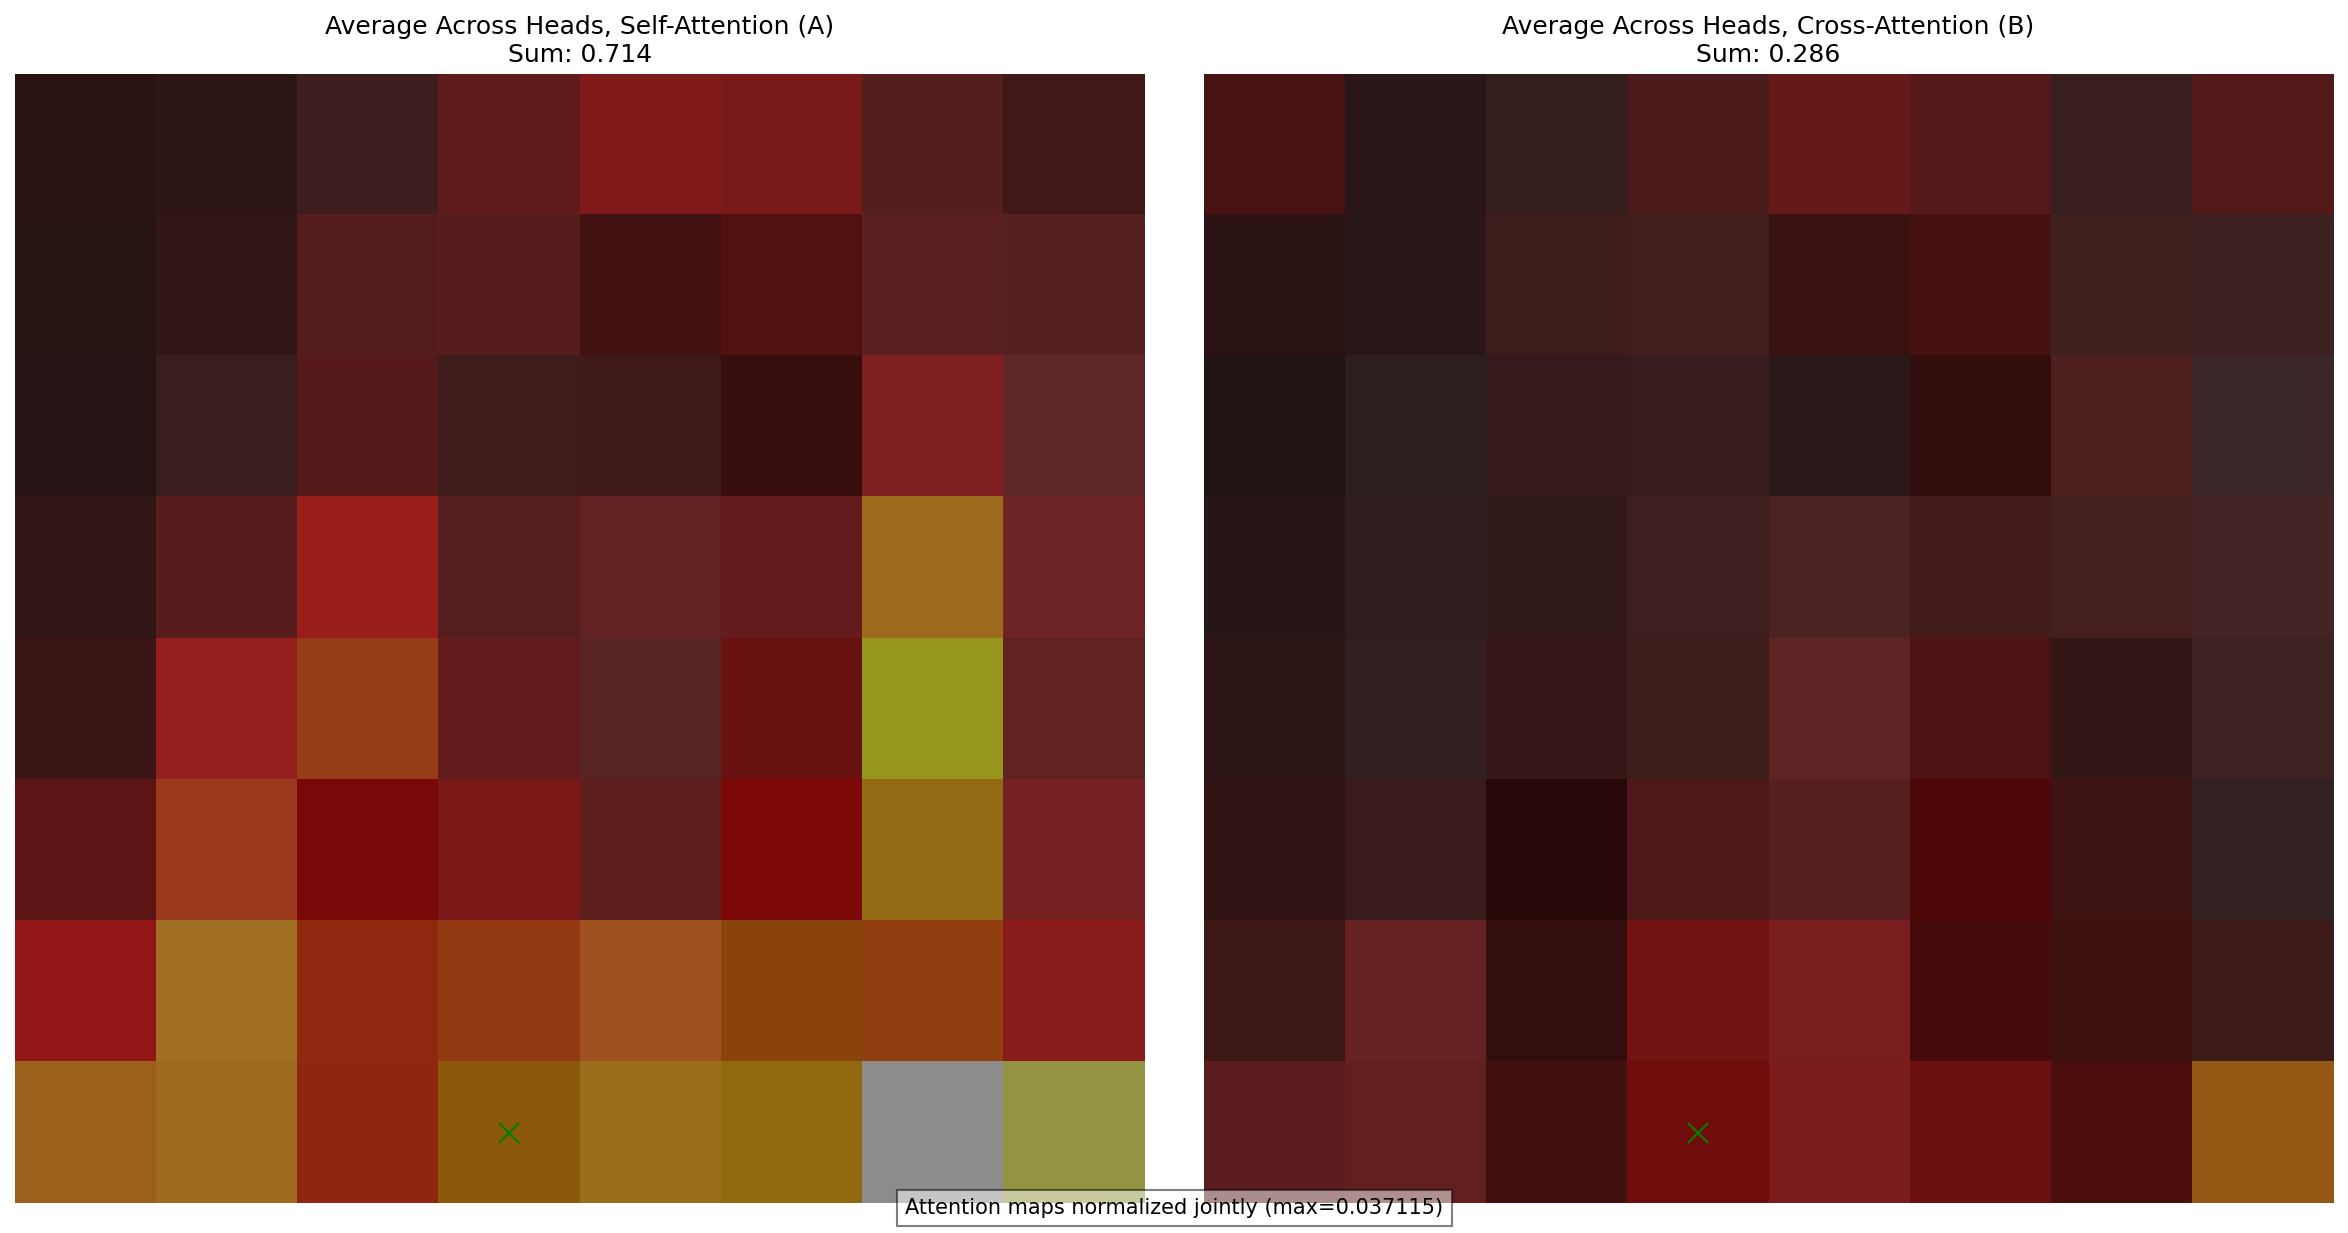 Average Across Heads, Self-Attention (A)
Sum: 0.714
Average Across Heads, Cross-Attention (B)
Sum: 0.286
Attention maps normalized jointly (max=0.037115)